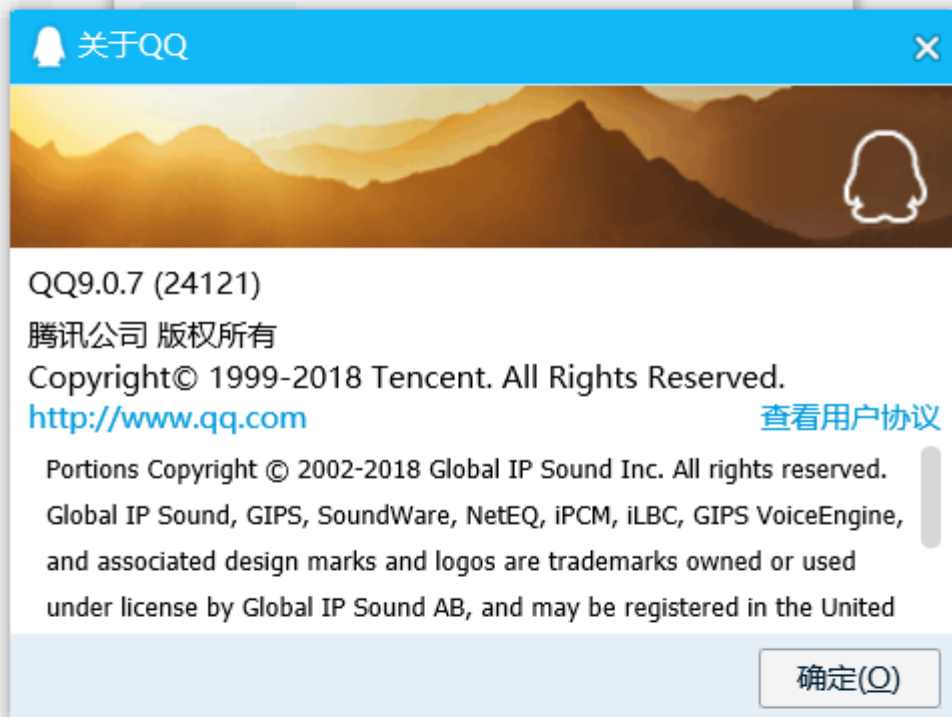 关于QQ
QQ9.0.7 (24121)
腾讯公司 版权所有
Copyright© 1999-2018 Tencent. All Rights Reserved.
http://www.qq.com 查看用户协议
Portions Copyright © 2002-2018 Global IP Sound Inc. All rights reserved.
Global IP Sound, GIPS, SoundWare, NetEQ, iPCM, iLBC, GIPS VoiceEngine,
and associated design marks and logos are trademarks owned or used
under license by Global IP Sound AB, and may be registered in the United
确定(O)